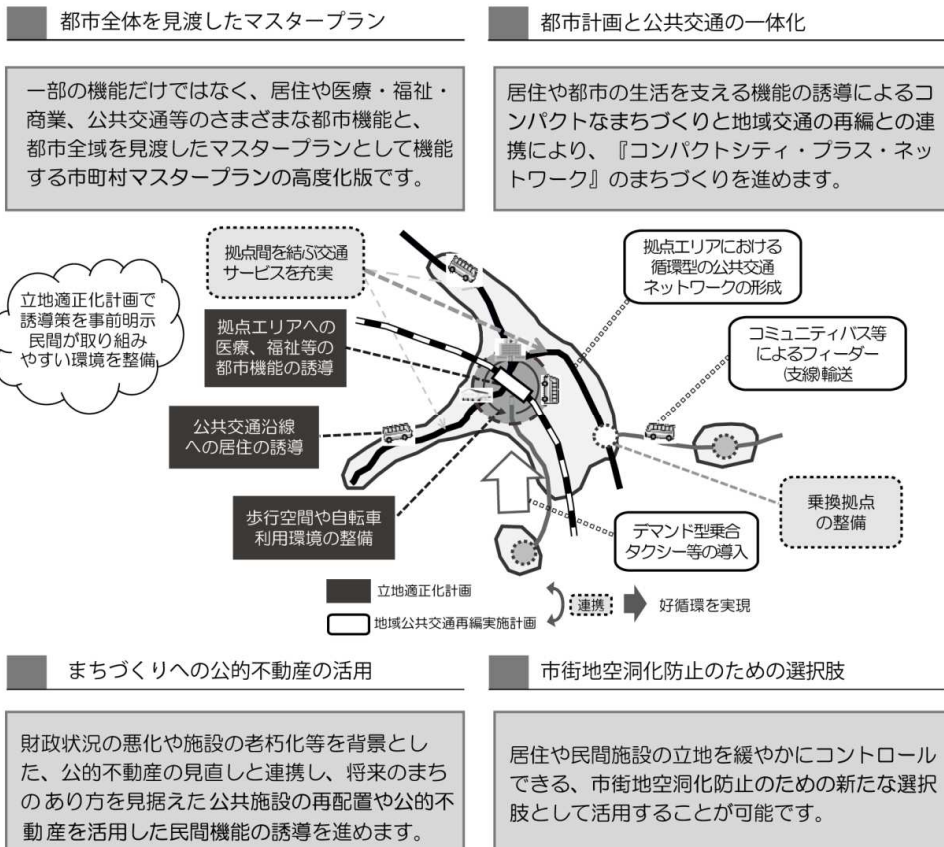 都市全体を見渡したマスタープラン
一部の機能だけではなく、居住や医療・福祉・
商業、公共交通等のさまざまな都市機能と、
都市全域を見渡したマスタープランとして機能
する市町村マスタープランの高度化版です。
都市計画と公共交通の一体化
居住や都市の生活を支える機能の誘導によるコ
ンパクトなまちづくりと地域交通の再編との連
携により、『コンパクトシティ・プラス・ネッ
トワーク』のまちづくりを進めます。
立地適正化計画で
誘導策を事前明示
民間が取り組み
やすい環境を整備
拠点間を結ぶ交通
サービスを充実
拠点エリアへの
医療、福祉等の
都市機能の誘導
公共交通沿線
への居住の誘導
歩行空間や自転車
利用環境の整備
拠点エリアにおける
循環型の公共交通
ネットワークの形成
コミュニティバス等
によるフィーダー
(支線)輸送
乗換拠点
の整備
デマンド型乗合
タクシー等の導入
立地適正化計画
地域公共交通再編実施計画
連携
好循環を実現
まちづくりへの公的不動産の活用
財政状況の悪化や施設の老朽化等を背景とし
た、公的不動産の見直しと連携し、将来のまち
のあり方を見据えた公共施設の再配置や公的不
動産を活用した民間機能の誘導を進めます。
市街地空洞化防止のための選択肢
居住や民間施設の立地を緩やかにコントロール
できる、市街地空洞化防止のための新たな選択
肢として活用することが可能です。